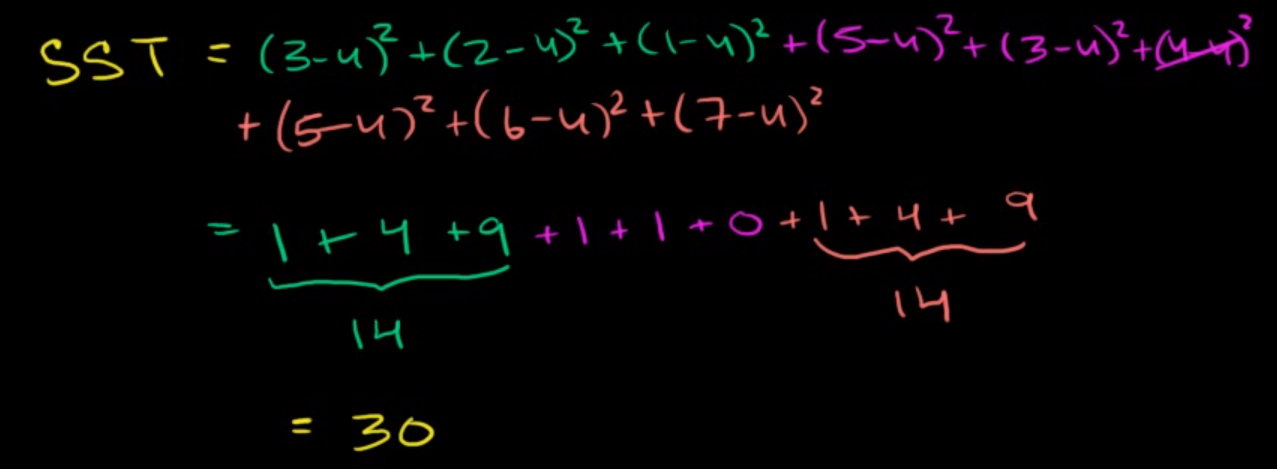 SST = (3-4)² + (2-4)² + (1-4)² + (5-4)² + (3-4)² + (4-4)²
+ (5-4)² + (6-4)² + (7-4)²
= 1 + 4 + 9 + 1 + 1 + 0 + 1 + 4 + 9
14 14
= 30